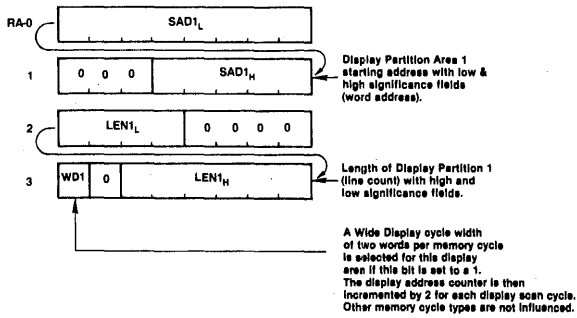 RA-0 SAD1L
1 0 0 0 SAD1H
Display Partition Area 1
starting address with low &
high significance fields
(word address).
2 LEN1L 0 0 0 0
3 WD1 0 LEN1H
Length of Display Partition 1
(line count) with high and
low significance fields.
A Wide Display cycle width
of two words per memory cycle
is selected for this display
area if this bit is set to a 1.
The display address counter is then
incremented by 2 for each display scan cycle.
Other memory cycle types are not influenced.